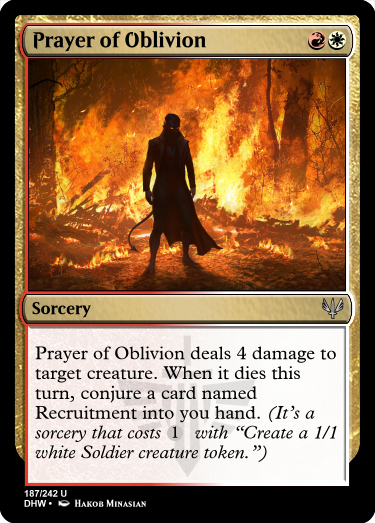 Prayer of Oblivion
Sorcery
Prayer of Oblivion deals 4 damage to
target creature. When it dies this
turn, conjure a card named
Recruitment into you hand. (It's a
sorcery that costs 1 with “Create a 1/1
white Soldier creature token.”)
187/242 U
DHW • Hakob Minasian